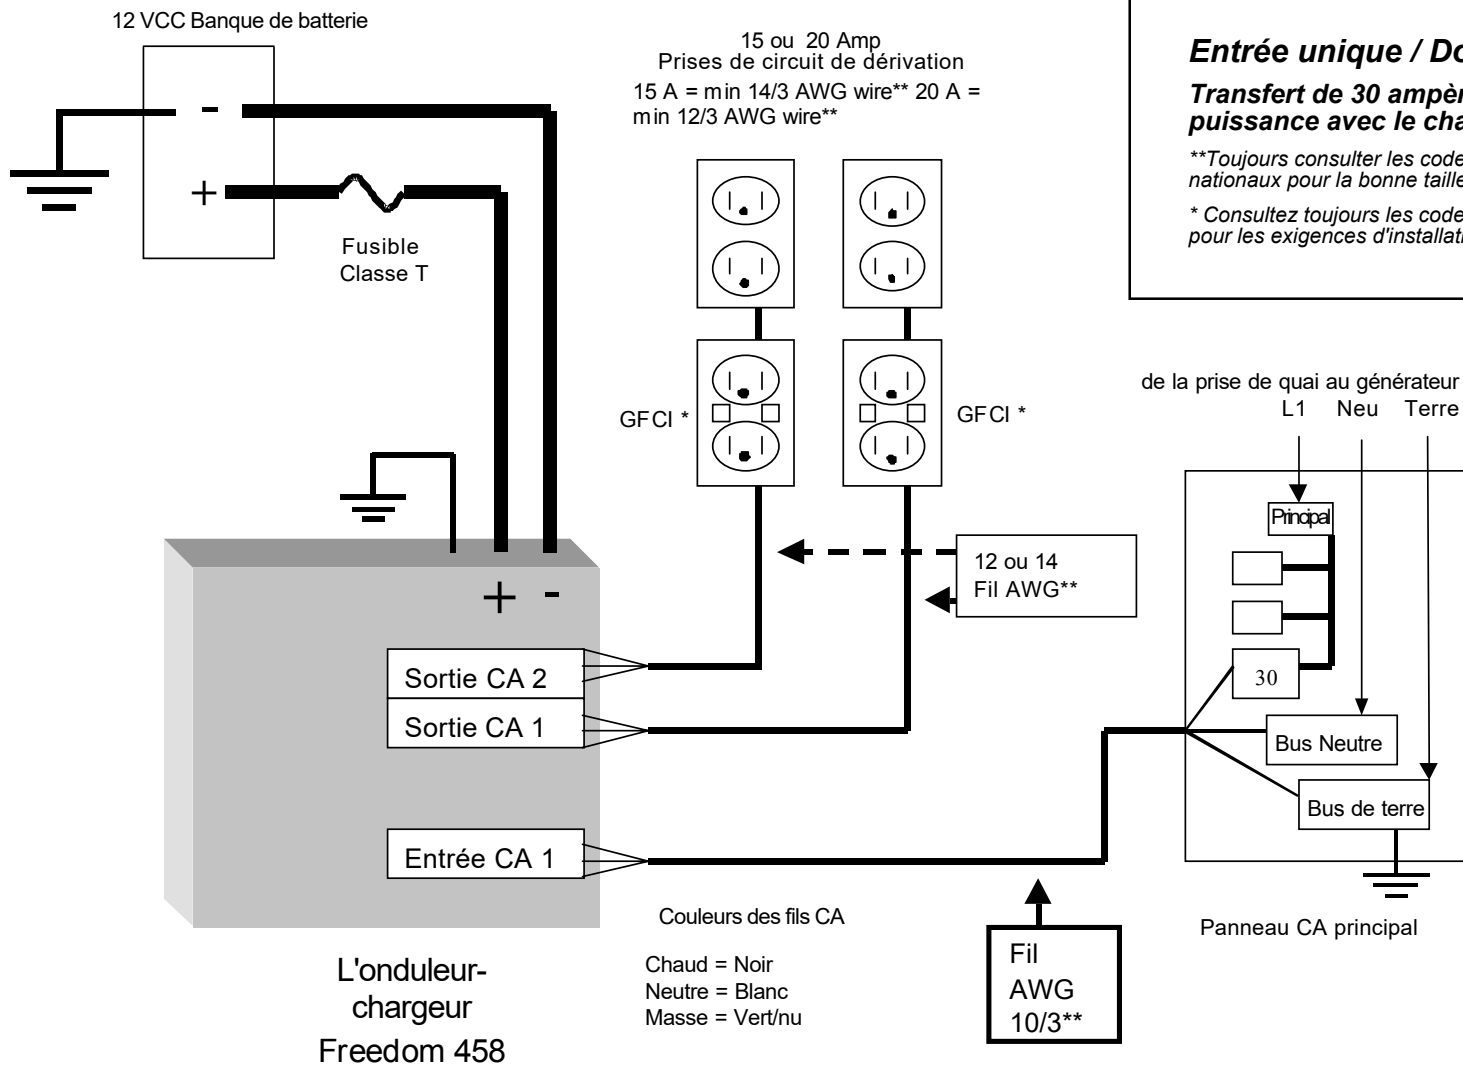 12 VCC Banque de batterie
-
+
Fusible
Classe T
15 ou 20 Amp
Prises de circuit de dérivation
15 A = min 14/3 AWG wire** 20 A =
min 12/3 AWG wire**
Entrée unique / Do
Transfert de 30 ampèr
puissance avec le cha
**Toujours consulter les code
nationaux pour la bonne taille
* Consultez toujours les code
pour les exigences d'installati
GFCI *
GFCI *
de la prise de quai au générateur
L1 Neu Terre
Principal
30
Bus Neutre
Bus de terre
Panneau CA principal
12 ou 14
Fil AWG**
+ -
Sortie CA 2
Sortie CA 1
Entrée CA 1
Couleurs des fils CA
Chaud = Noir
Neutre = Blanc
Masse = Vert/nu
Fil
AWG
10/3**
L'onduleur-
chargeur
Freedom 458